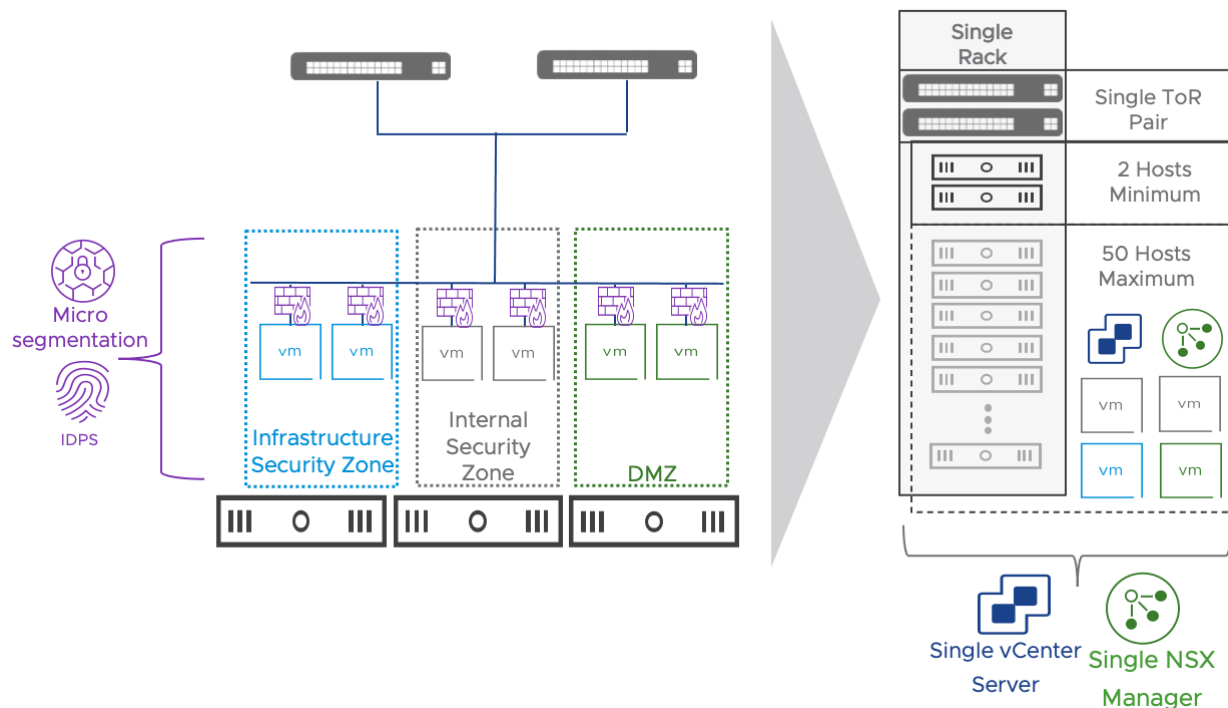 Micro
segmentation
IDPS
vm
vm
vm
vm
vm
vm
Infrastructure
Security Zone
Internal
Security
Zone
DMZ
Single
Rack
Single ToR
Pair
2 Hosts
Minimum
50 Hosts
Maximum
vm
vm
vm
vm
Single vCenter
Server
Single NSX
Manager